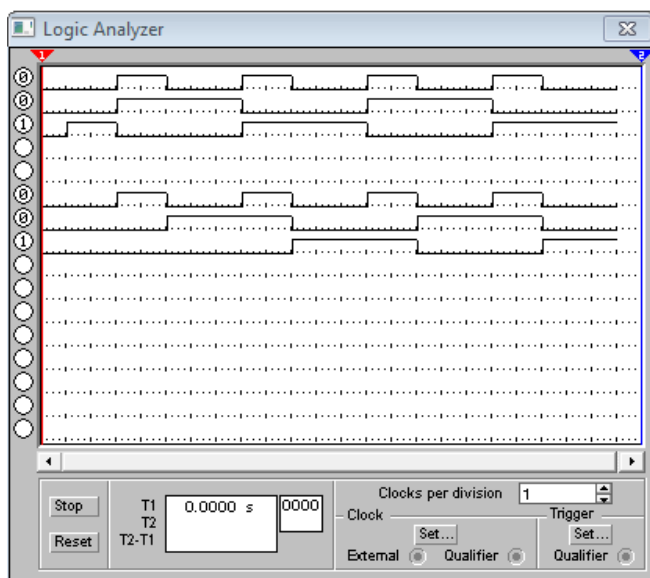 Logic Analyzer
1 2
0
0
1
0
0
1
Stop
Reset
T1
T2
T2-T1
0.0000 s
0000
Clocks per division 1
Clock
Set...
External Qualifier
Trigger
Set...
Qualifier